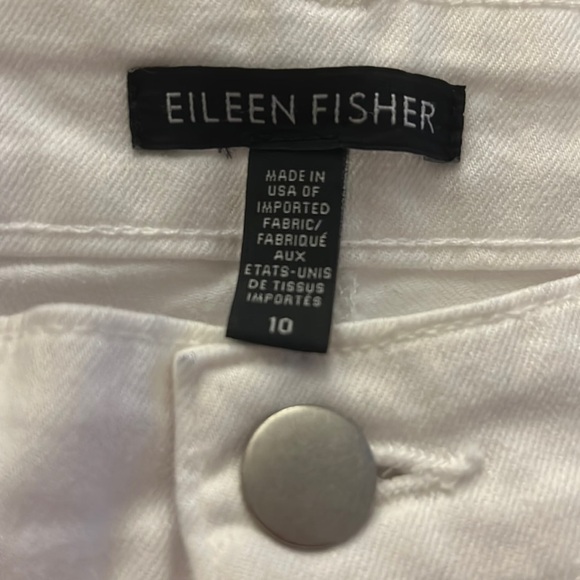 EILEEN FISHER
MADE IN
USA OF
IMPORTED
FABRIC/
FABRIQUÉ
AUX
ETATS-UNIS
DE TISSUS
IMPORTÉS
10